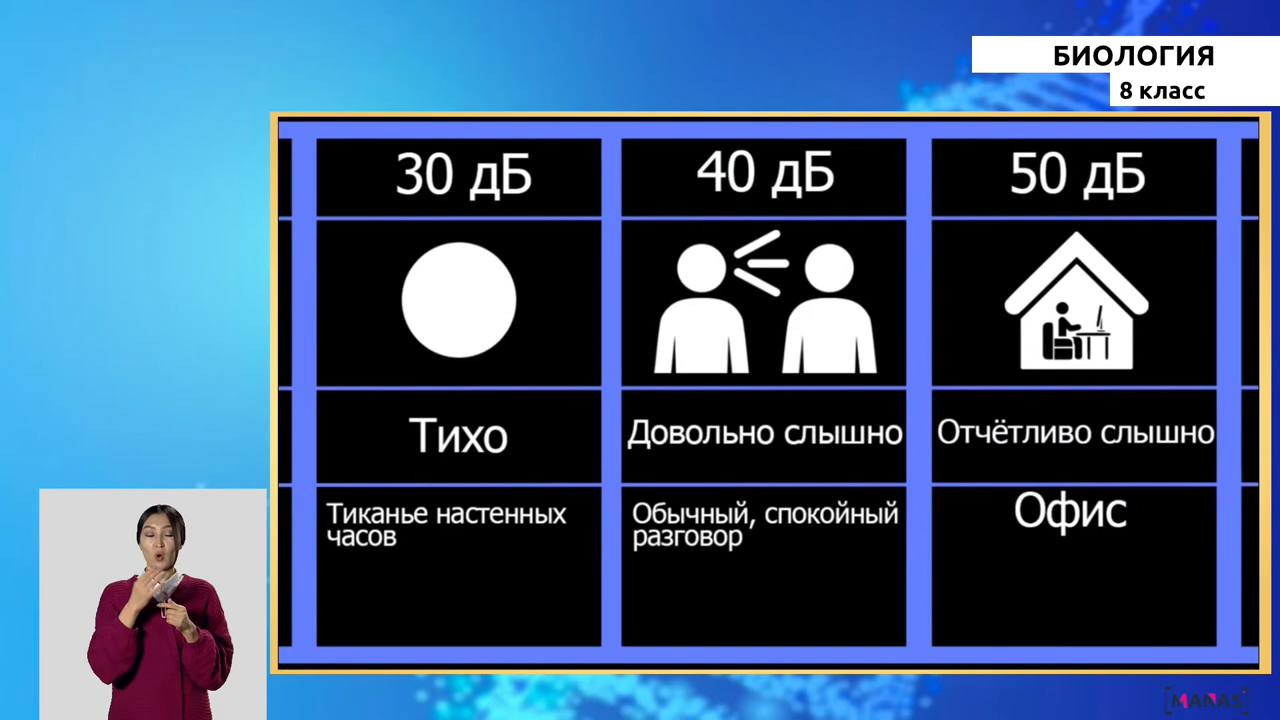 БИОЛОГИЯ
8 класс
30 дБ
40 дБ
50 дБ
Тихо
Довольно слышно
Отчётливо слышно
Тиканье настенных
часов
Обычный, спокойный
разговор
Офис
MANAS